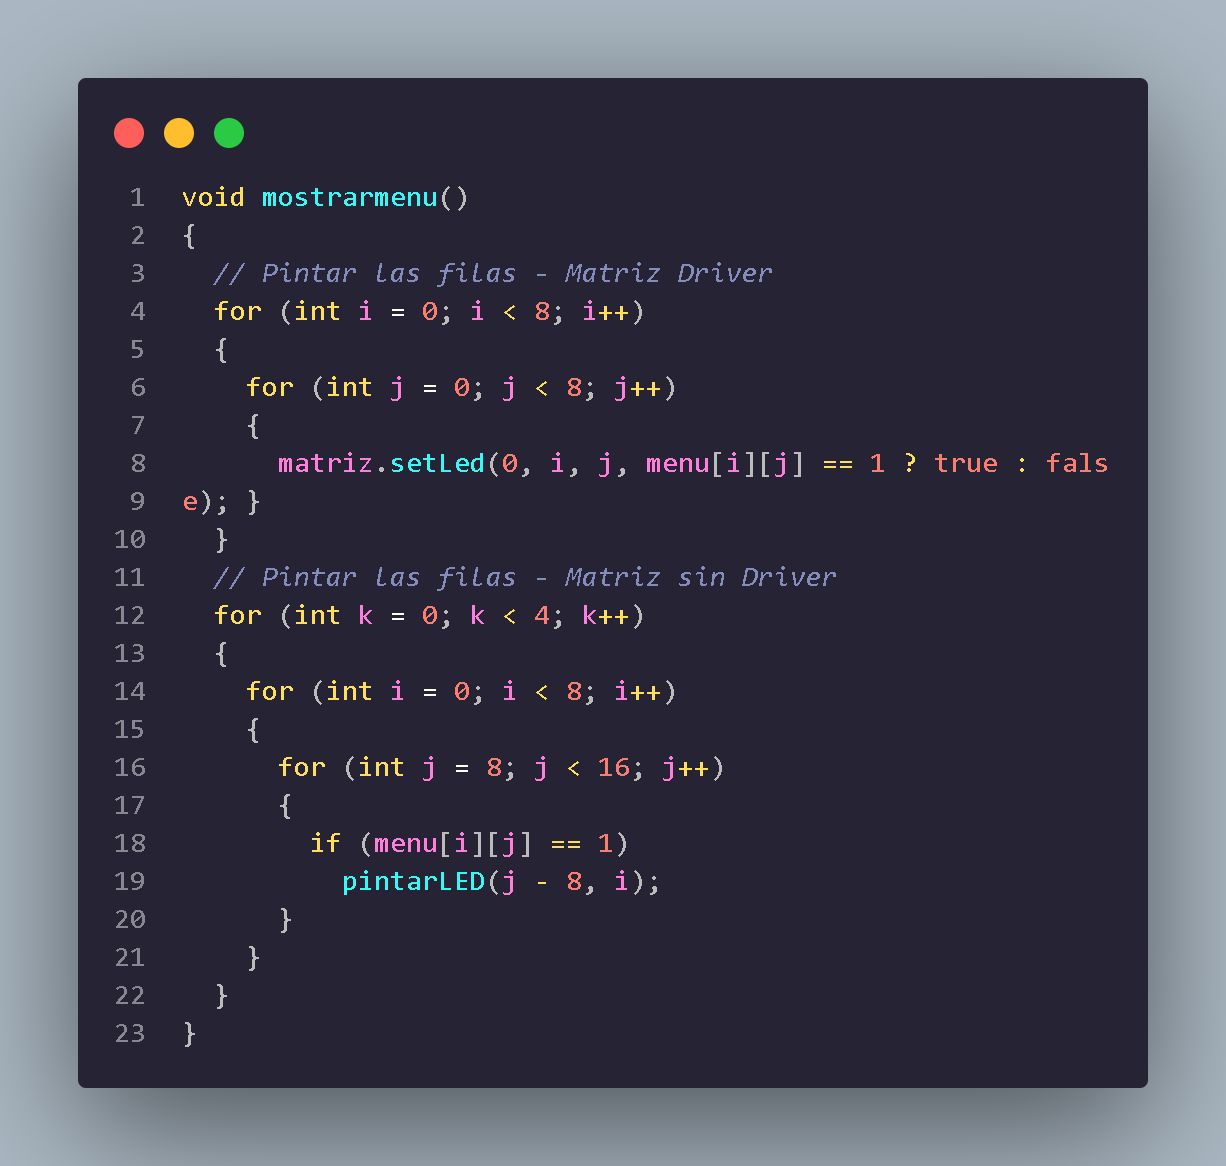 1 void mostrarmenu()
2 {
3   // Pintar las filas - Matriz Driver
4   for (int i = 0; i < 8; i++)
5   {
6     for (int j = 0; j < 8; j++)
7     {
8       matriz.setLed(0, i, j, menu[i][j] == 1 ? true : fals
9 e); }
10   }
11   // Pintar las filas - Matriz sin Driver
12   for (int k = 0; k < 4; k++)
13   {
14     for (int i = 0; i < 8; i++)
15     {
16       for (int j = 8; j < 16; j++)
17       {
18         if (menu[i][j] == 1)
19           pintarLED(j - 8, i);
20       }
21     }
22   }
23 }